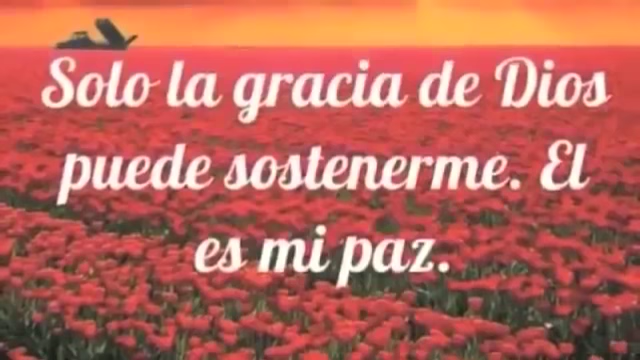 Solo la gracia de Dios
puede sostenerme. El
es mi paz.